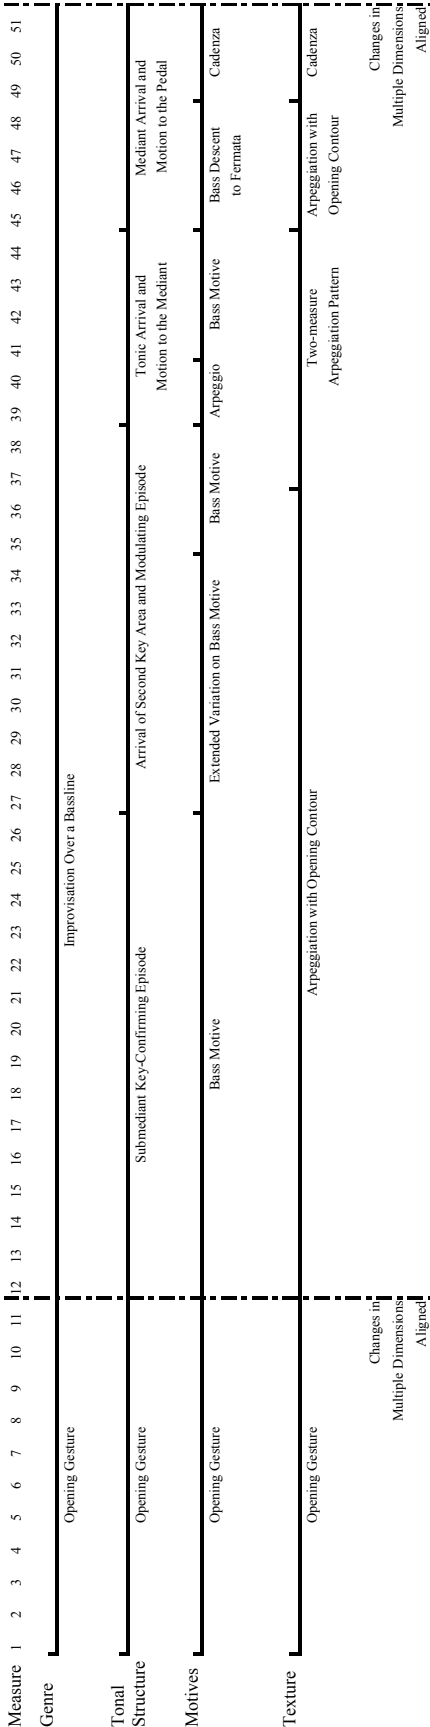 Measure 1 2 3 4 5 6 7 8 9 10 11 12 13 14 15 16 17 18 19 20 21 22 23 24 25 26 27 28 29 30 31 32 33 34 35 36 37 38 39 40 41 42 43 44 45 46 47 48 49 50 51
Genre
Opening Gesture
Improvisation Over a Bassline
Tonal
Structure
Opening Gesture
Submediant Key-Confirming Episode
Arrival of Second Key Area and Modulating Episode
Tonic Arrival and
Motion to the Mediant
Mediant Arrival and
Motion to the Pedal
Motives
Opening Gesture
Bass Motive
Extended Variation on Bass Motive
Bass Motive
Arpeggio
Bass Motive
Bass Descent
to Fermata
Cadenza
Texture
Opening Gesture
Arpeggiation with Opening Contour
Two-measure
Arpeggiation Pattern
Arpeggiation with
Opening Contour
Cadenza
Changes in
Multiple Dimensions
Aligned
Changes in
Multiple Dimensions
Aligned